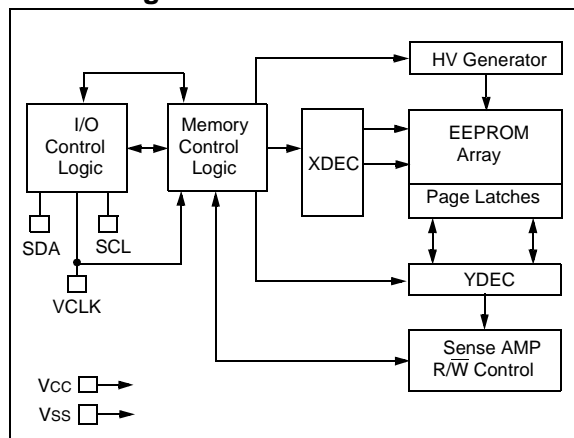 HV Generator
I/O
Control
Logic
Memory
Control
Logic
XDEC
EEPROM
Array
Page Latches
SDA
SCL
VCLK
YDEC
Sense AMP
R/W̅ Control
VCC
VSS